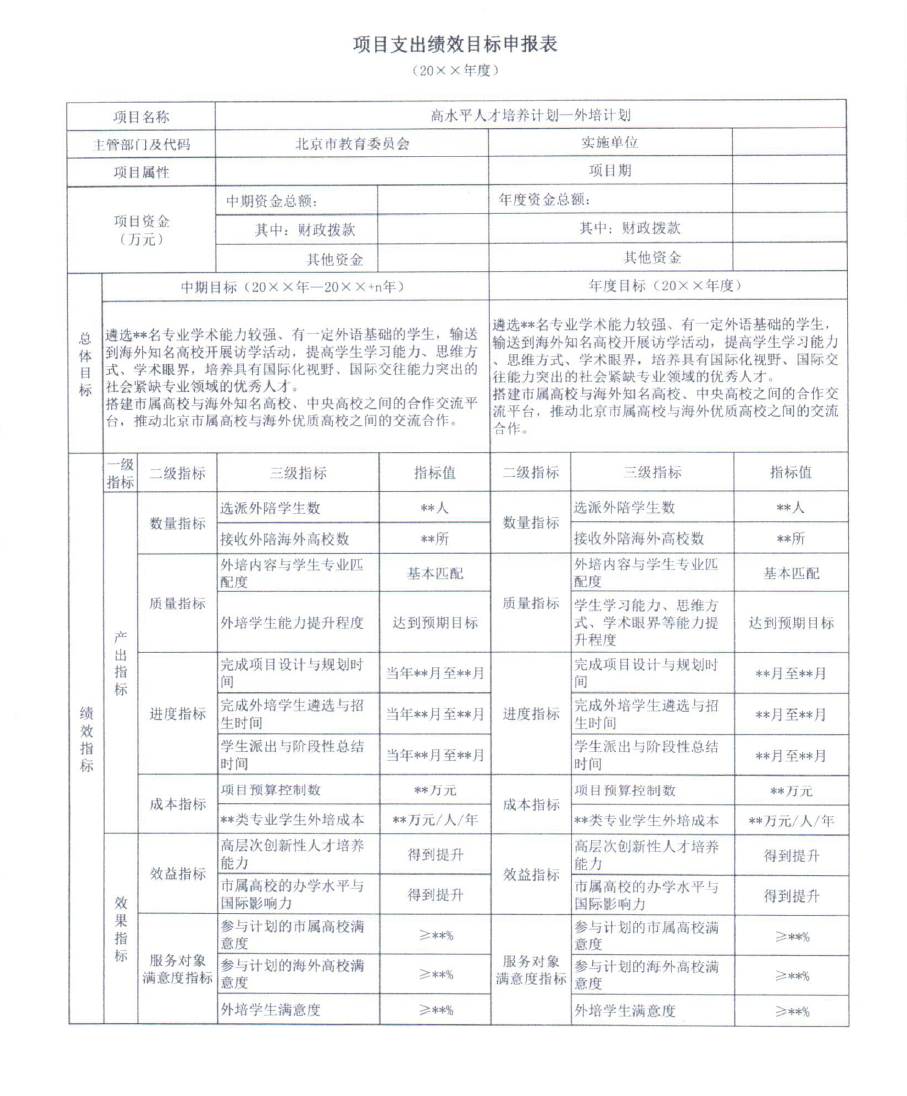 项目支出绩效目标申报表
（20××年度）
项目名称 高水平人才培养计划—外培计划
主管部门及代码 北京市教育委员会 实施单位
项目属性 项目期
项目资金
（万元）
中期资金总额： 年度资金总额：
其中：财政拨款 其中：财政拨款
其他资金 其他资金
总体目标
中期目标（20××年—20××+n年） 年度目标（20××年度）
遴选**名专业学术能力较强、有一定外语基础的学生，输送
到海外知名高校开展访学活动，提高学生学习能力、思维方
式、学术眼界，培养具有国际化视野、国际交往能力突出的
社会紧缺专业领域的优秀人才。
搭建市属高校与海外知名高校、中央高校之间的合作交流平
台，推动北京市属高校与海外优质高校之间的交流合作。
遴选**名专业学术能力较强、有一定外语基础的学生，
输送到海外知名高校开展访学活动，提高学生学习能力
、思维方式、学术眼界，培养具有国际化视野、国际交
往能力突出的社会紧缺专业领域的优秀人才。
搭建市属高校与海外知名高校、中央高校之间的合作交
流平台，推动北京市属高校与海外优质高校之间的交流
合作。
绩效指标
一级
指标
二级指标 三级指标 指标值 二级指标 三级指标 指标值
产出指标
数量指标 选派外陪学生数 **人 数量指标 选派外陪学生数 **人
接收外陪海外高校数 **所 接收外陪海外高校数 **所
质量指标
外培内容与学生专业匹
配度
基本匹配
质量指标
外培内容与学生专业匹
配度
基本匹配
外培学生能力提升程度 达到预期目标
学生学习能力、思维方
式、学术眼界等能力提
升程度
达到预期目标
进度指标
完成项目设计与规划时
间
当年**月至**月
进度指标
完成项目设计与规划时
间
**月至**月
完成外培学生遴选与招
生时间
当年**月至**月
完成外培学生遴选与招
生时间
**月至**月
学生派出与阶段性总结
时间
当年**月至**月
学生派出与阶段性总结
时间
**月至**月
成本指标 项目预算控制数 **万元 成本指标 项目预算控制数 **万元
**类专业学生外培成本 **万元/人/年 **类专业学生外培成本 **万元/人/年
效果指标
效益指标
高层次创新性人才培养
能力
得到提升
效益指标
高层次创新性人才培养
能力
得到提升
市属高校的办学水平与
国际影响力
得到提升
市属高校的办学水平与
国际影响力
得到提升
服务对象
满意度指标
参与计划的市属高校满
意度
≥**%
服务对象
满意度指标
参与计划的市属高校满
意度
≥**%
参与计划的海外高校满
意度
≥**%
参与计划的海外高校满
意度
≥**%
外培学生满意度 ≥**% 外培学生满意度 ≥**%